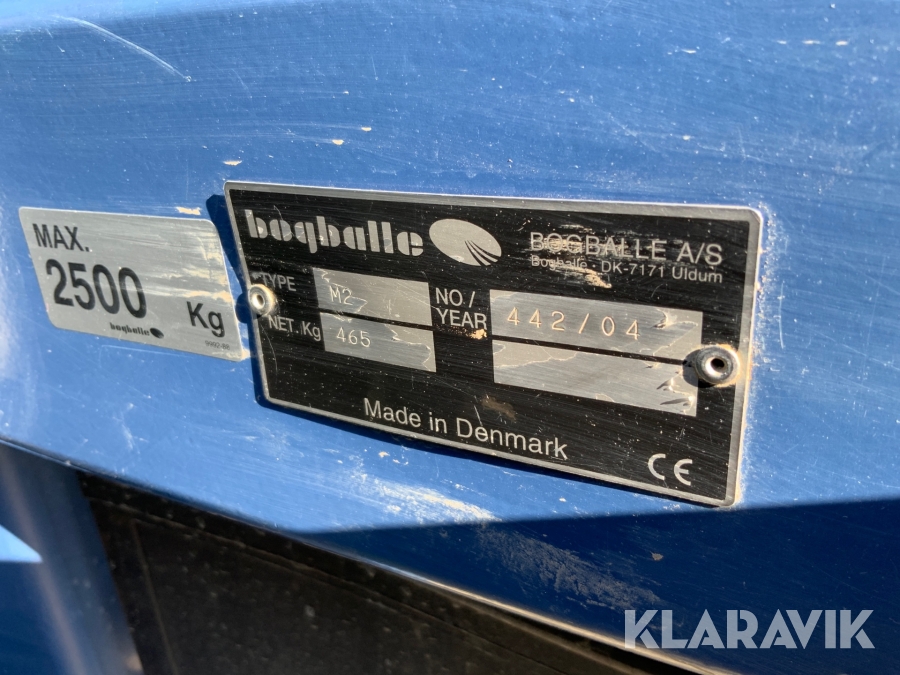 MAX.
2500
Kg
bogballe
bogballe
BOGBALLE A/S
Bogballe - DK-7171 Uldum
TYPE M2
NO./
YEAR 442/04
NET. Kg 465
Made in Denmark
CE
KLARAVIK